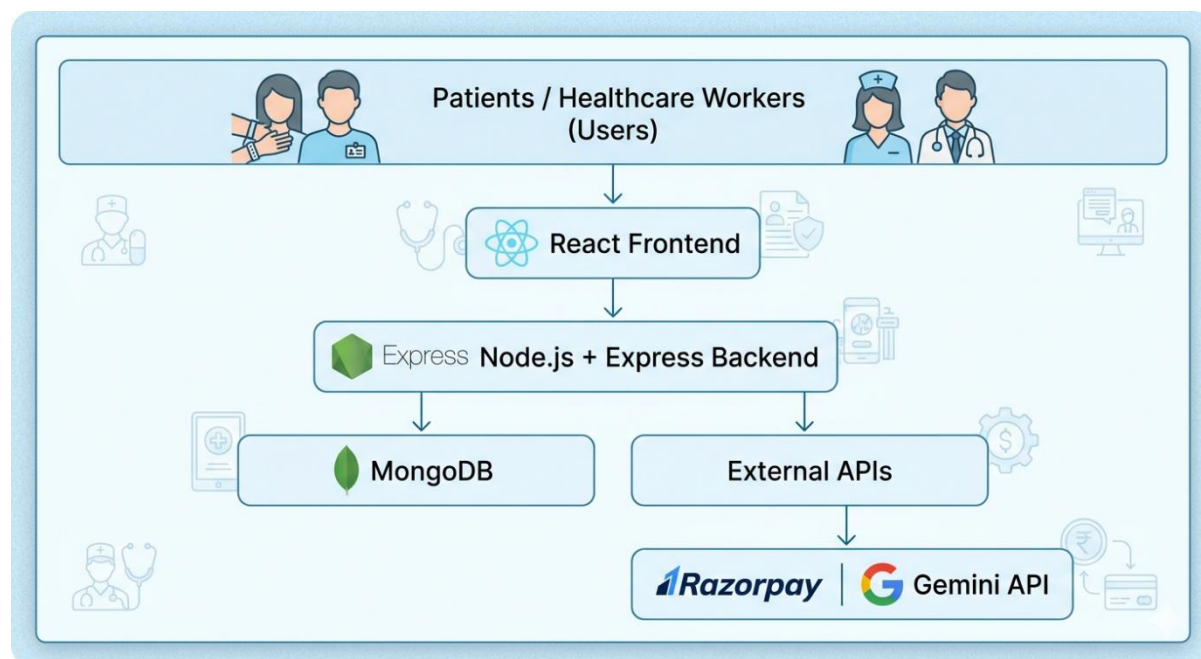 Patients / Healthcare Workers
(Users)
React Frontend
Express Node.js + Express Backend
MongoDB
External APIs
Razorpay Gemini API